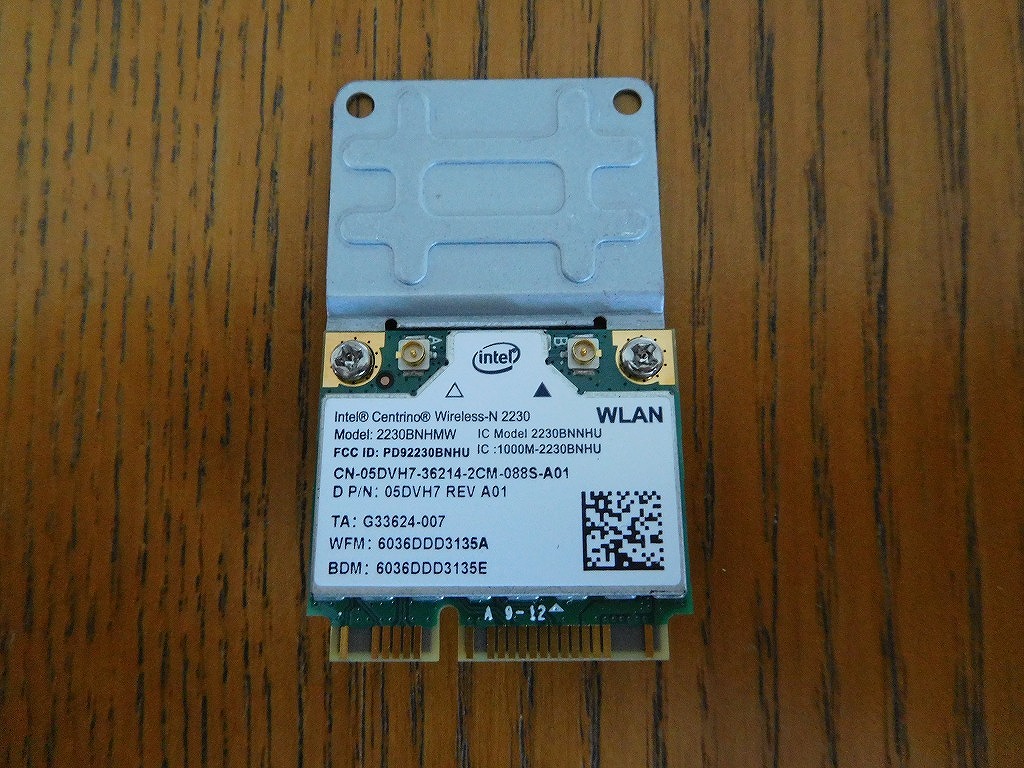 A
B
intel
Intel® Centrino® Wireless-N 2230
WLAN
Model: 2230BNHMW IC Model 2230BNNHU
FCC ID: PD92230BNHU IC :1000M-2230BNHU
CN-05DVH7-36214-2CM-088S-A01
D P/N: 05DVH7 REV A01
TA: G33624-007
WFM: 6036DDD3135A
BDM: 6036DDD3135E
A 9-12